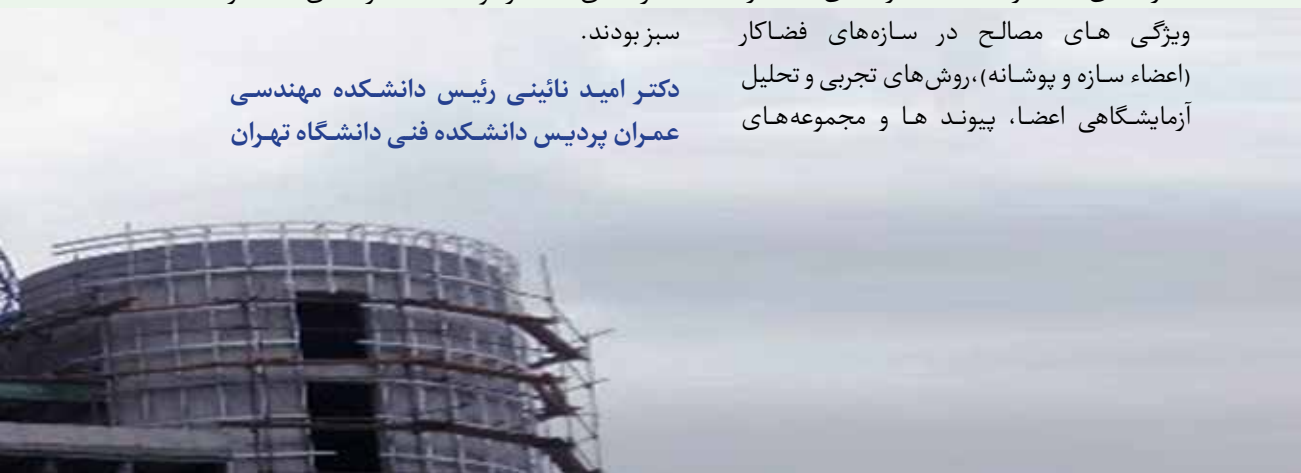 ویژگی های مصالح در سازه‌های فضاکار
(اعضاء سازه و پوشانه)،روش‌های تجربی و تحلیل
آزمایشگاهی اعضا، پیوند ها و مجموعه‌های
سبز بودند.
دکتر امید نائینی رئیس دانشکده مهندسی
عمران پردیس دانشکده فنی دانشگاه تهران